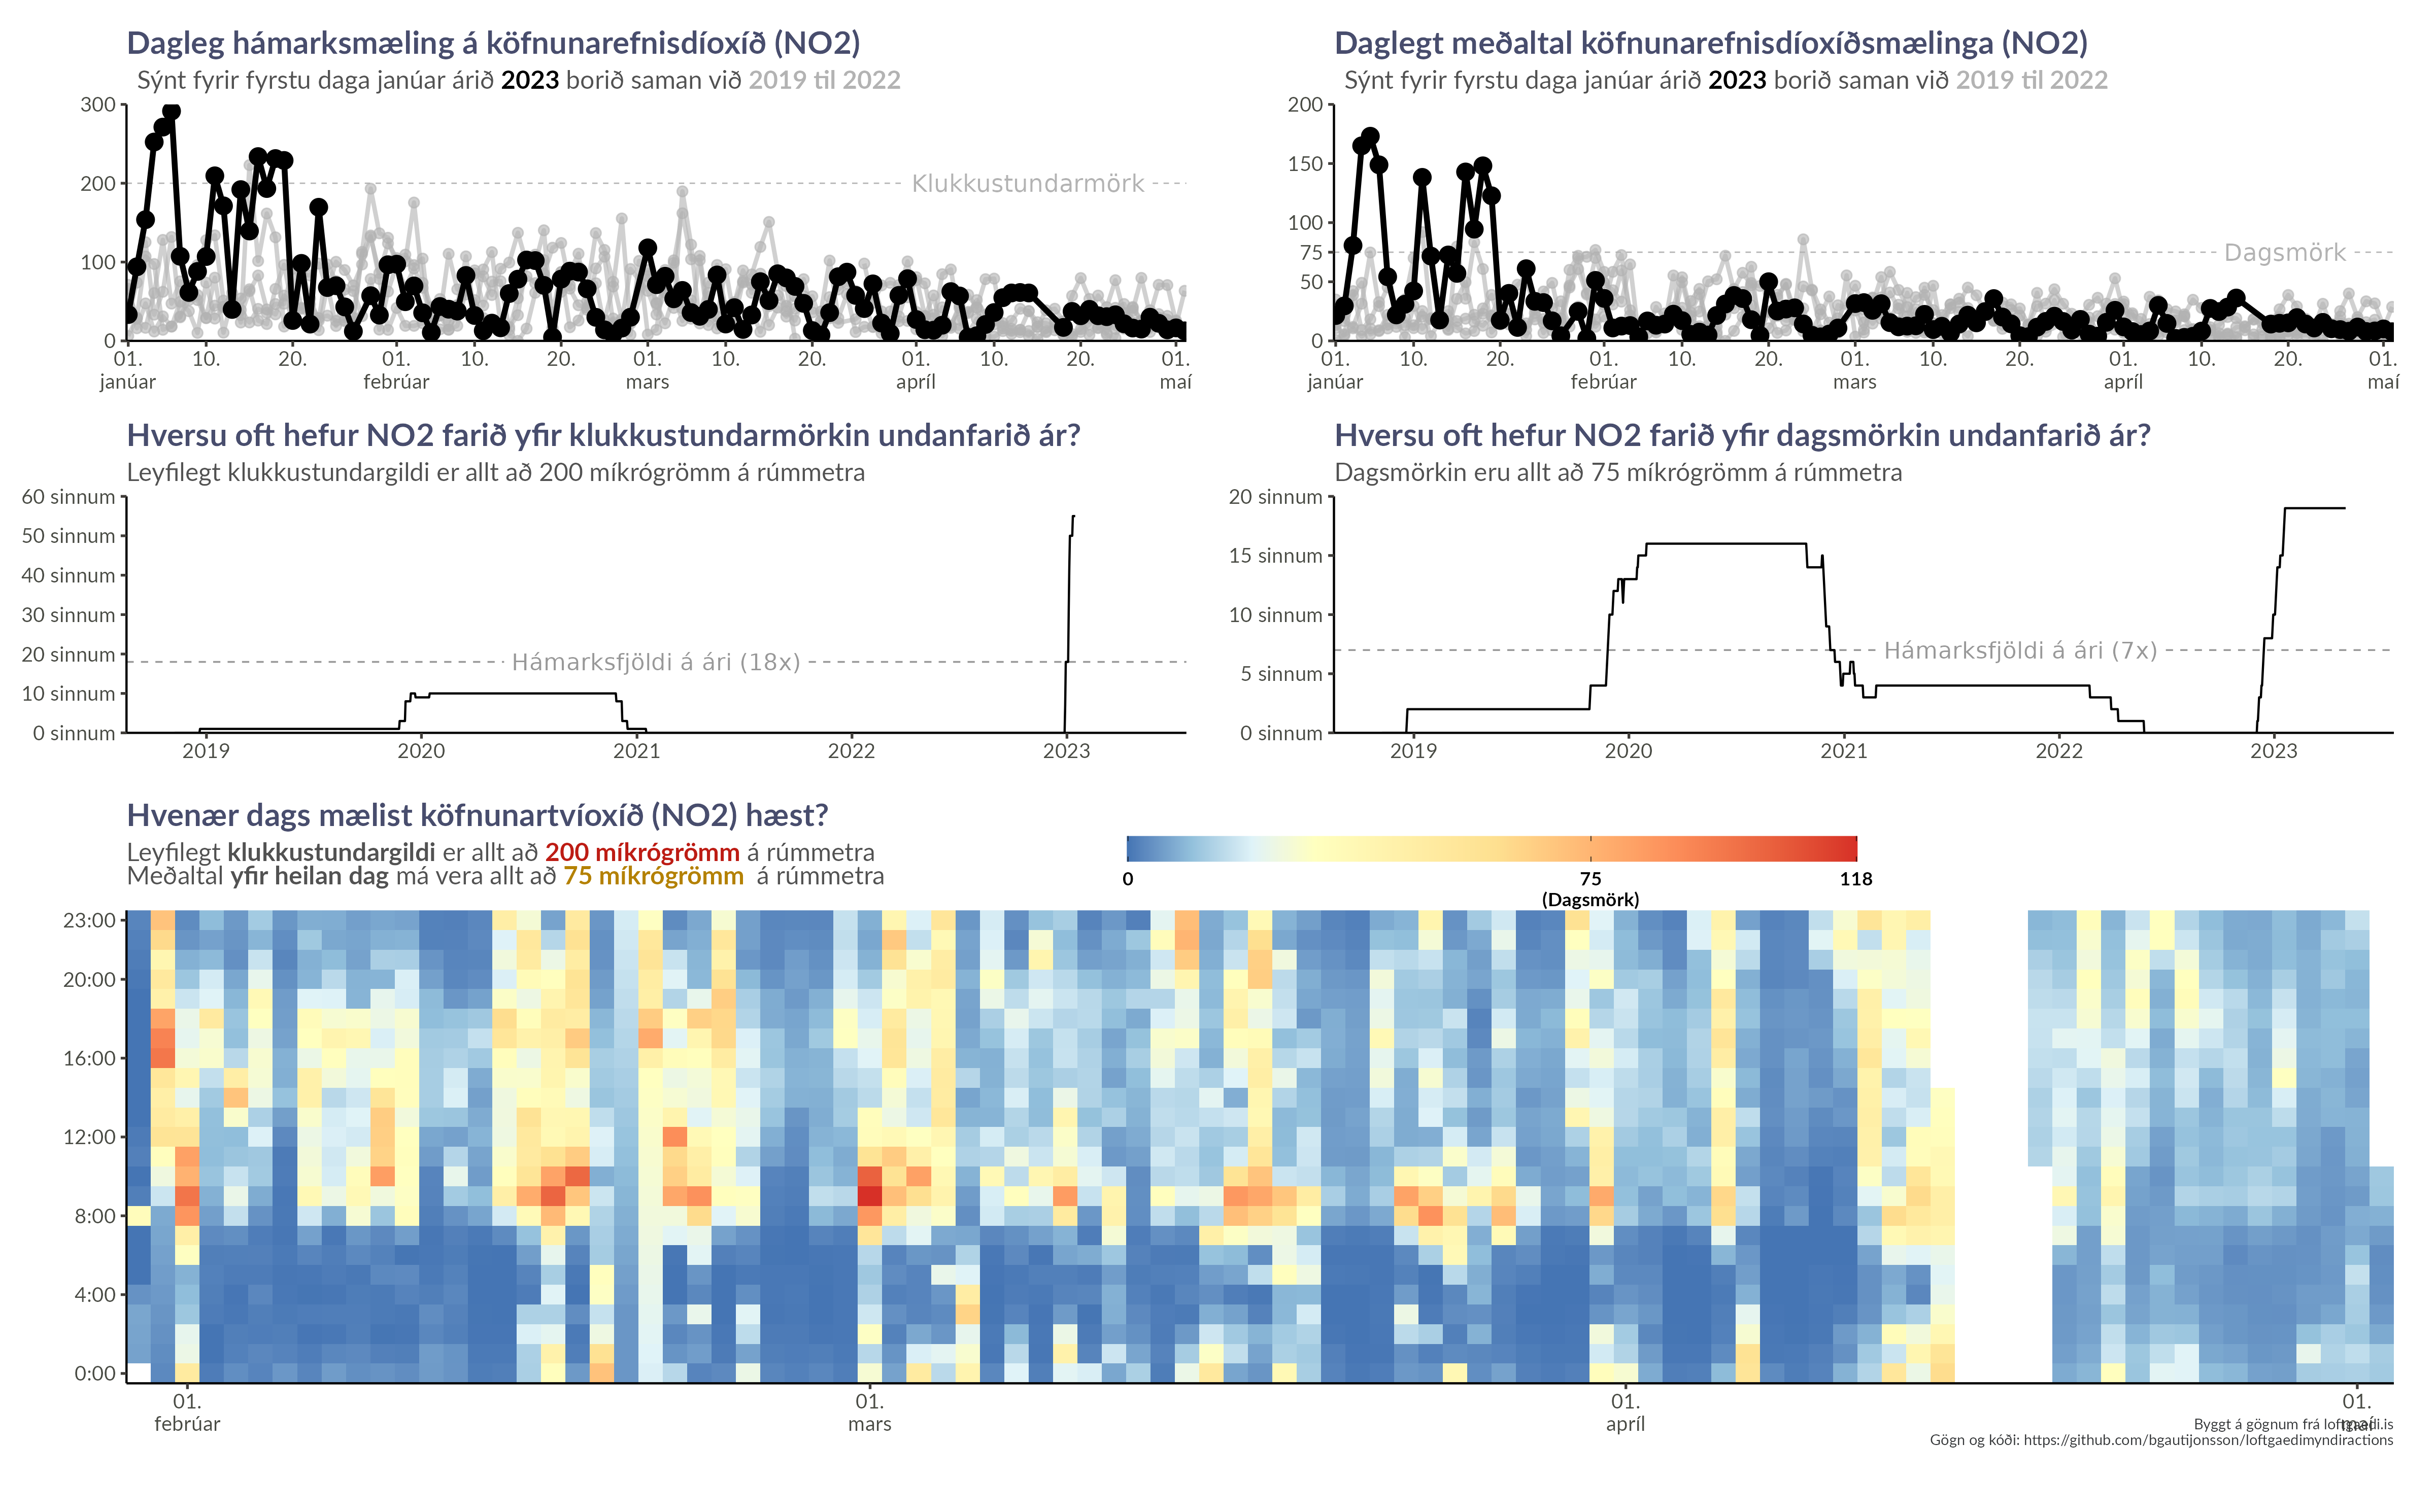 Dagleg hámarksmæling á köfnunarefnisdíoxíð (NO2)
Sýnt fyrir fyrstu daga janúar árið 2023 borið saman við 2019 til 2022
300
200
100
0
Klukkustundarmörk
01. 10. 20. 01. 10. 20. 01. 10. 20. 01. 10. 20. 01.
janúar febrúar mars apríl maí
Daglegt meðaltal köfnunarefnisdíoxíðsmælinga (NO2)
Sýnt fyrir fyrstu daga janúar árið 2023 borið saman við 2019 til 2022
200
150
100
75
50
0
Dagsmörk
01. 10. 20. 01. 10. 20. 01. 10. 20. 01. 10. 20. 01.
janúar febrúar mars apríl maí
Hversu oft hefur NO2 farið yfir klukkustundarmörkin undanfarið ár?
Leyfilegt klukkustundargildi er allt að 200 míkrógrömm á rúmmetra
60 sinnum
50 sinnum
40 sinnum
30 sinnum
20 sinnum
10 sinnum
0 sinnum
Hámarksfjöldi á ári (18x)
2019 2020 2021 2022 2023
Hversu oft hefur NO2 farið yfir dagsmörkin undanfarið ár?
Dagsmörkin eru allt að 75 míkrógrömm á rúmmetra
20 sinnum
15 sinnum
10 sinnum
5 sinnum
0 sinnum
Hámarksfjöldi á ári (7x)
2019 2020 2021 2022 2023
Hvenær dags mælist köfnunartvíoxíð (NO2) hæst?
Leyfilegt klukkustundargildi er allt að 200 míkrógrömm á rúmmetra
Meðaltal yfir heilan dag má vera allt að 75 míkrógrömm á rúmmetra
0 75 118
(Dagsmörk)
23:00
20:00
16:00
12:00
8:00
4:00
0:00
01. 01. 01. 01.
febrúar mars apríl maí
Byggt á gögnum frá loftgaedi.is
Gögn og kóði: https://github.com/bgautijonsson/loftgaedimyndiractions